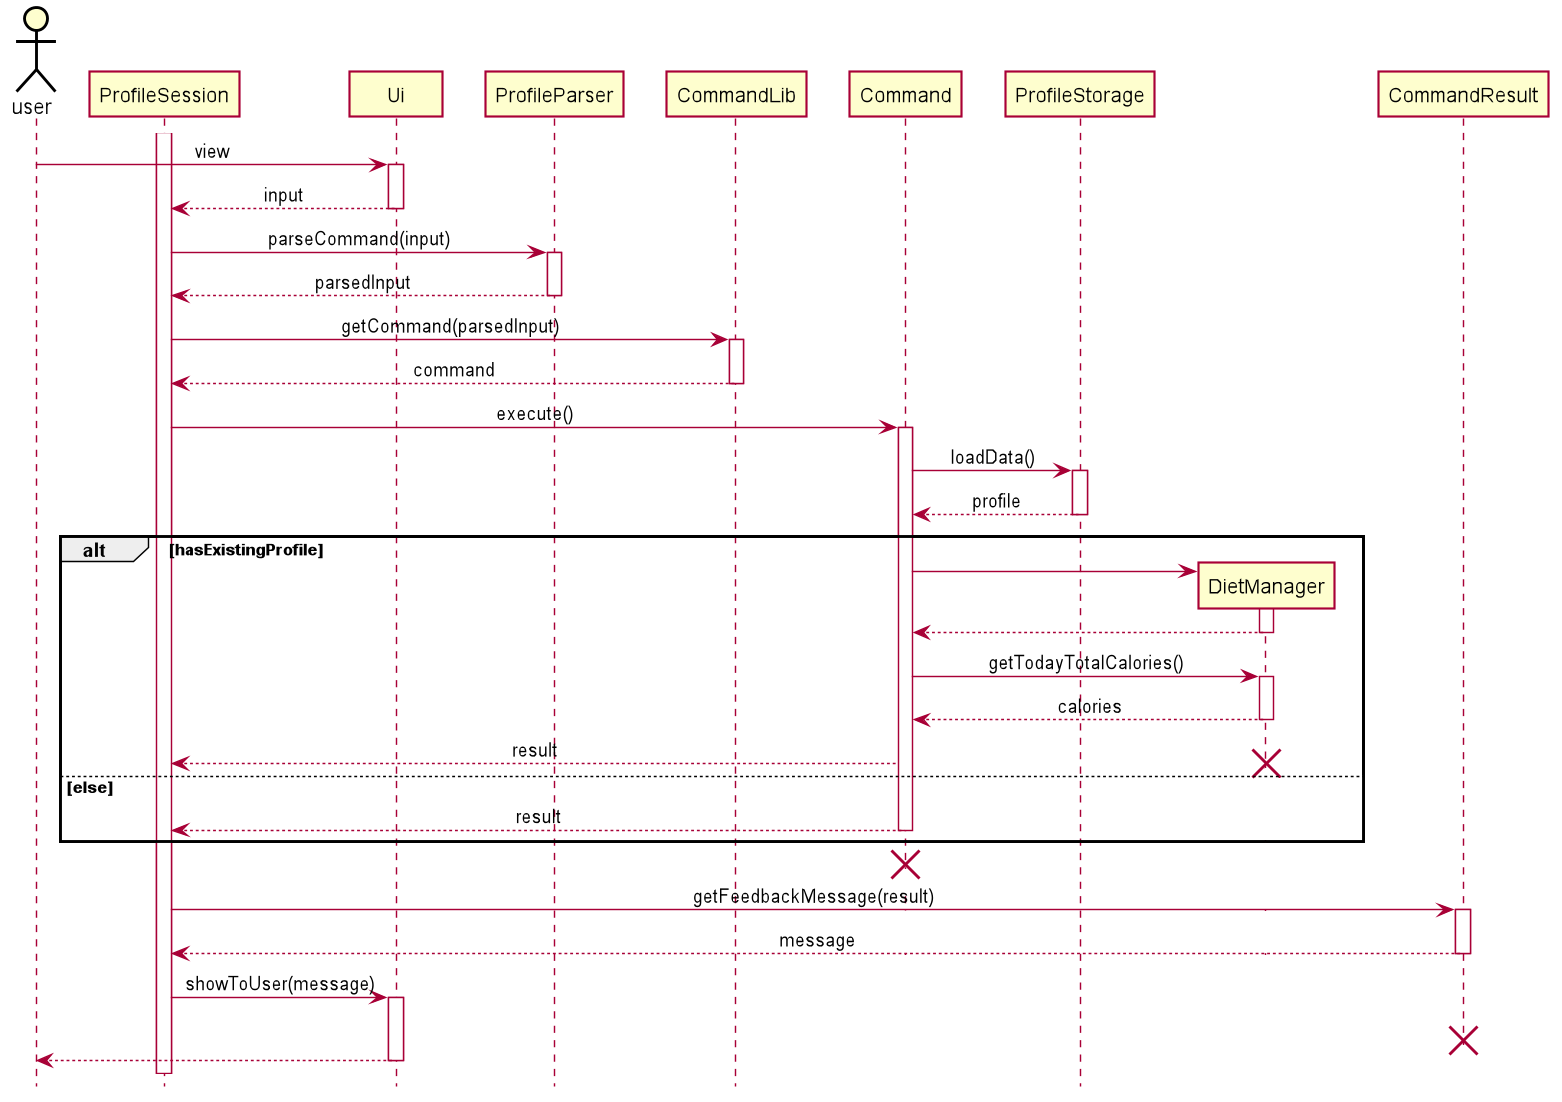 user
ProfileSession
Ui
ProfileParser
CommandLib
Command
ProfileStorage
CommandResult
view
input
parseCommand(input)
parsedInput
getCommand(parsedInput)
command
execute()
loadData()
profile
alt
[hasExistingProfile]
DietManager
getTodayTotalCalories()
calories
result
[else]
result
getFeedbackMessage(result)
message
showToUser(message)